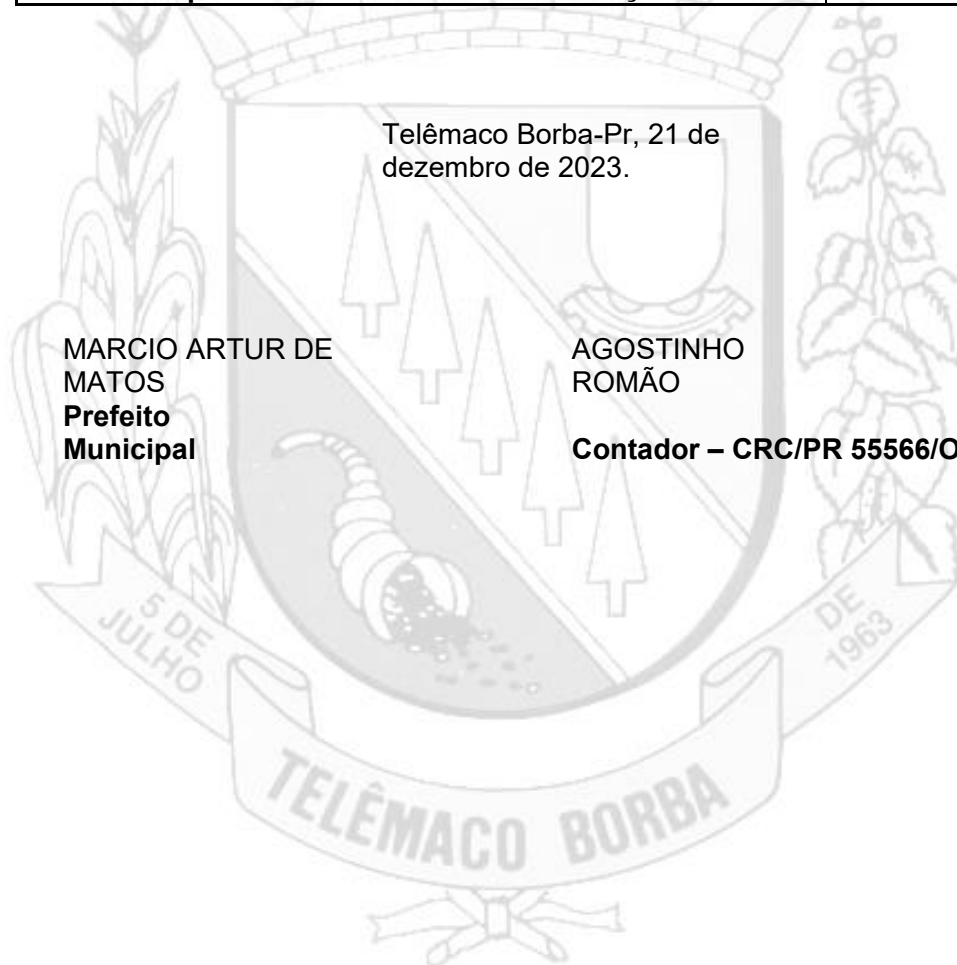 Telêmaco Borba-Pr, 21 de
dezembro de 2023.
MARCIO ARTUR DE
MATOS
Prefeito
Municipal
AGOSTINHO
ROMÃO
Contador – CRC/PR 55566/O
5 DE
JULHO
DE
1963
TELÊMACO BORBA